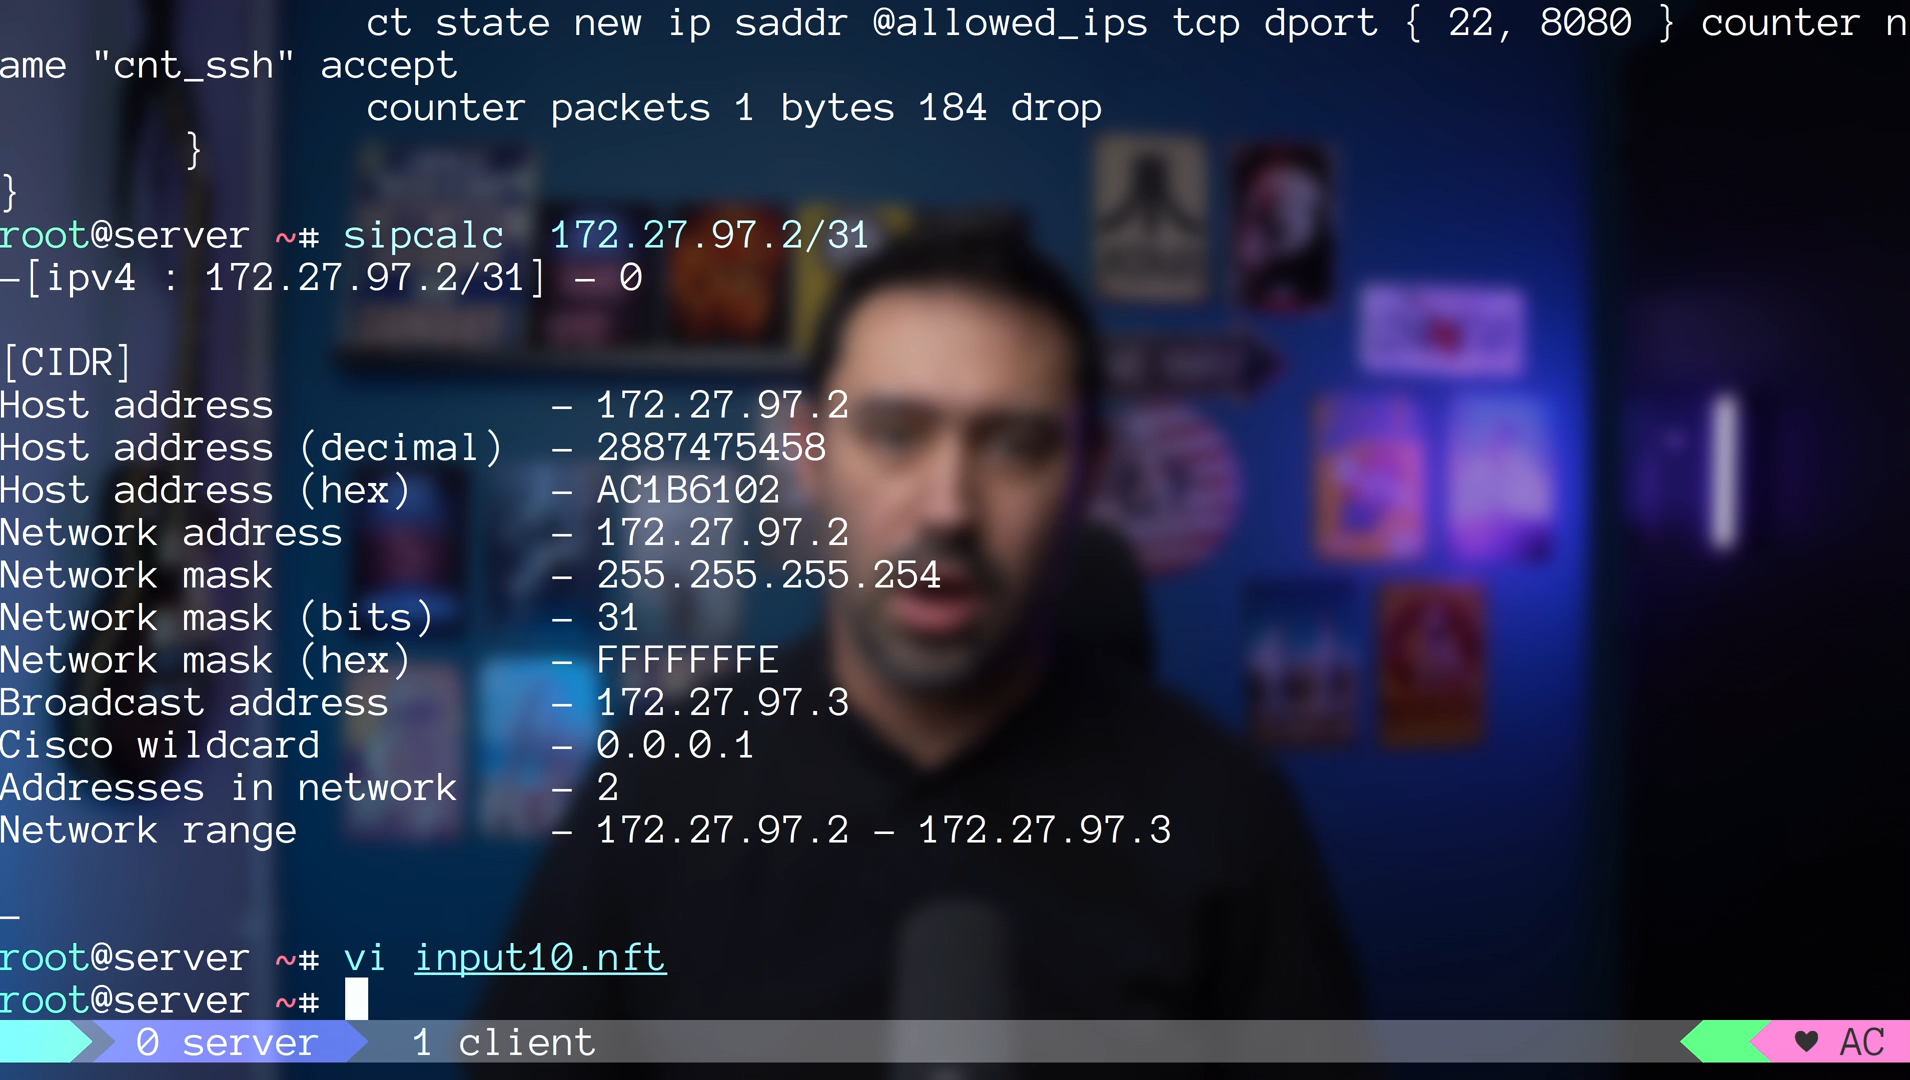 ct state new ip saddr @allowed_ips tcp dport { 22, 8080 } counter n
ame "cnt_ssh" accept
counter packets 1 bytes 184 drop
}
}
root@server ~# sipcalc  172.27.97.2/31
-[ipv4 : 172.27.97.2/31] - 0
[CIDR]
Host address - 172.27.97.2
Host address (decimal) - 2887475458
Host address (hex) - AC1B6102
Network address - 172.27.97.2
Network mask - 255.255.255.254
Network mask (bits) - 31
Network mask (hex) - FFFFFFFE
Broadcast address - 172.27.97.3
Cisco wildcard - 0.0.0.1
Addresses in network - 2
Network range - 172.27.97.2 - 172.27.97.3
-
root@server ~# vi input10.nft
root@server ~#
0 server 1 client ♥ AC